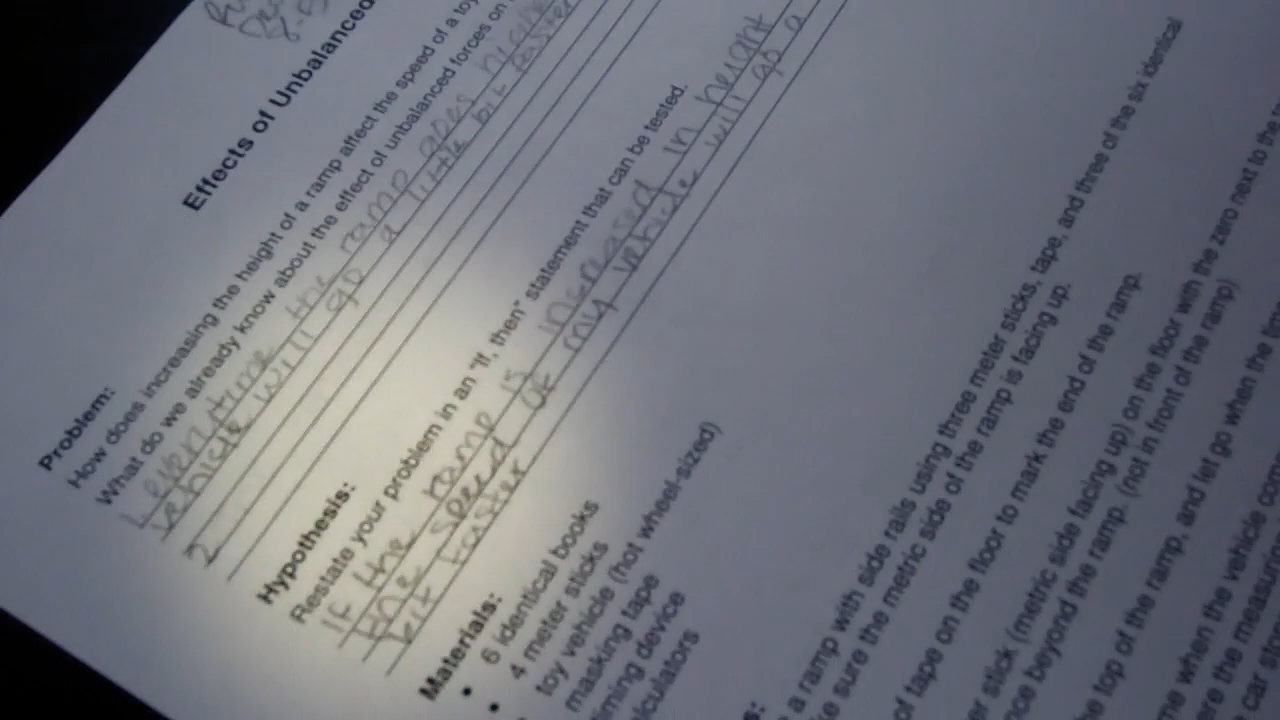 Effects of Unbalanced
Problem:
How does increasing the height of a ramp affect the speed of a toy
What do we already know about the effect of unbalanced forces on
1 everytime the ramp goes higher
vehicle will go a little bit faster
2
Hypothesis:
Restate your problem in an "If, then" statement that can be tested.
If the ramp is increased in height
the speed of my vehicle will go a
bit faster
Materials:
6 identical books
4 meter sticks
toy vehicle (not wheel-sized)
masking tape
timing device
calculators
a ramp with side rails using three meter sticks, tape, and three of the six identical
sure the metric side of the ramp is facing up.
of tape on the floor to mark the end of the ramp.
stick (metric side facing up) on the floor with the zero next to the
beyond the ramp. (not in front of the ramp)
top of the ramp, and let go when the
when the vehicle
the measuring
car